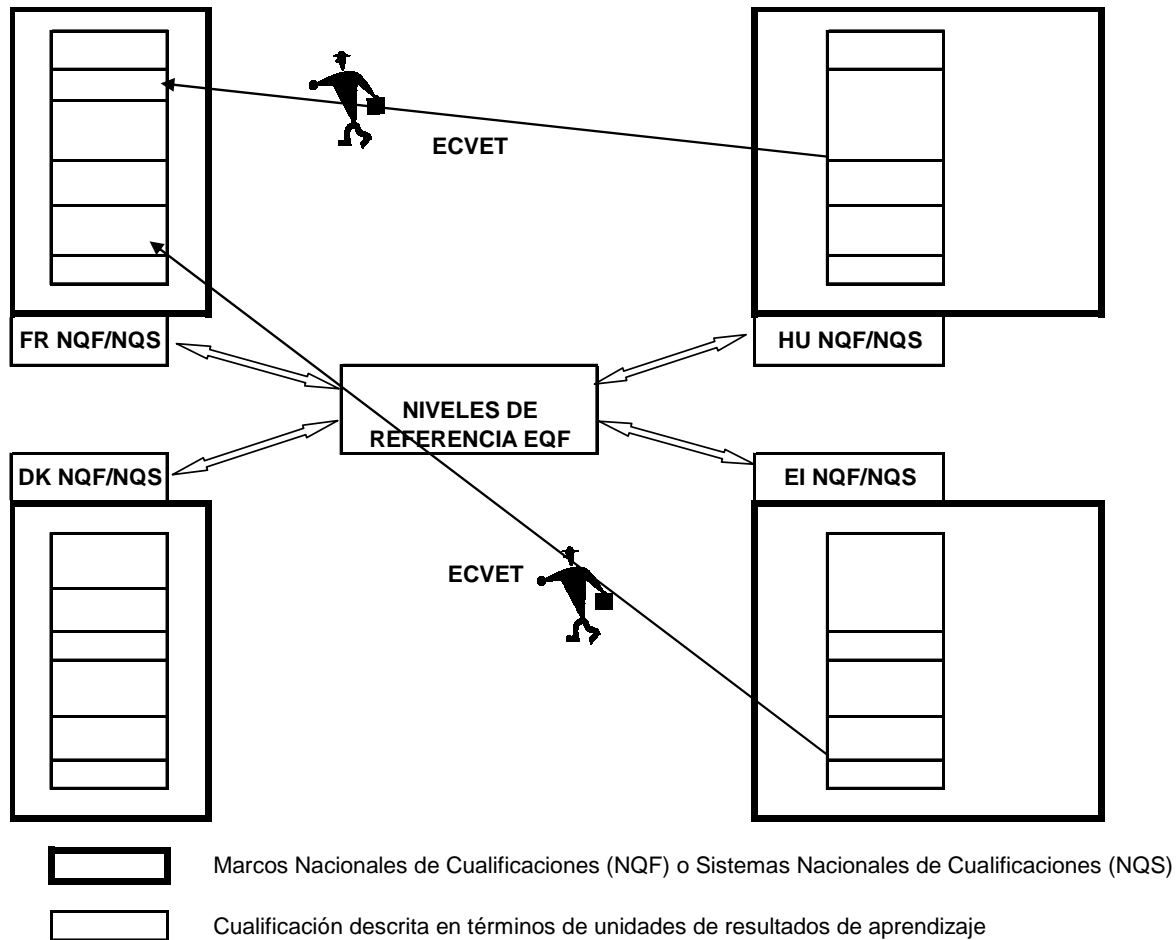 ECVET
FR NQF/NQS
HU NQF/NQS
NIVELES DE
REFERENCIA EQF
DK NQF/NQS
EI NQF/NQS
ECVET
Marcos Nacionales de Cualificaciones (NQF) o Sistemas Nacionales de Cualificaciones (NQS)
Cualificación descrita en términos de unidades de resultados de aprendizaje